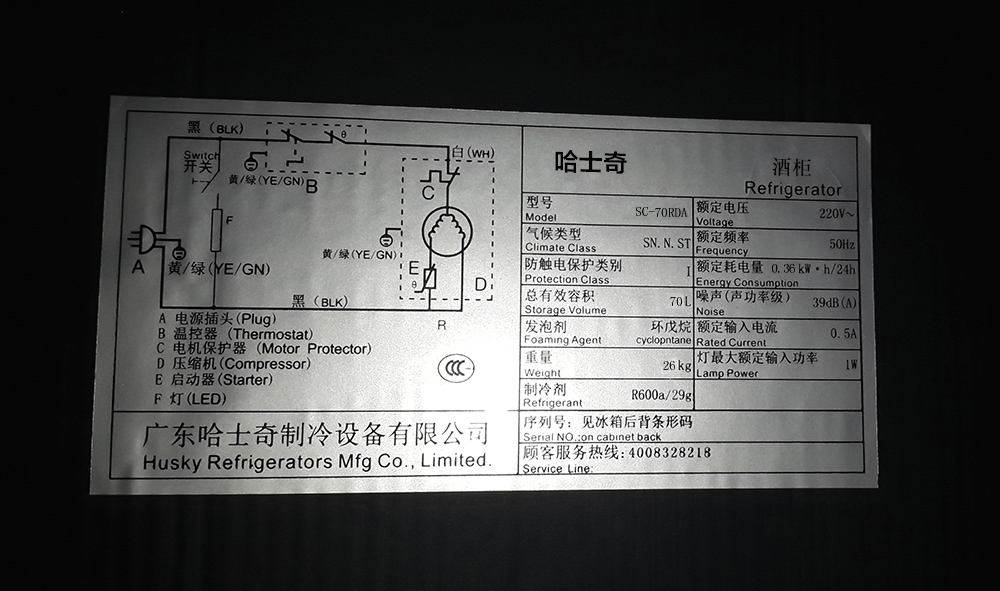 黑（BLK）
Switch
开关
黄/绿(YE/GN)
B
F
A
黄/绿(YE/GN)
白(WH)
C
黄/绿(YE/GN)
E
θ
θ
D
黑（BLK）
R
A 电源插头(Plug)
B 温控器 (Thermostat)
C 电机保护器 (Motor Protector)
D 压缩机(Compressor)
E 启动器(Starter)
F 灯(LED)
CCC
广东哈士奇制冷设备有限公司
Husky Refrigerators Mfg Co., Limited.
哈士奇 酒柜
Refrigerator
型号 SC-70RDA 额定电压 220V~
Model Voltage
气候类型 SN.N.ST 额定频率 50Hz
Climate Class Frequency
防触电保护类别 I 额定耗电量 0.36kW·h/24h
Protection Class Energy Consumption
总有效容积 70L 噪声(声功率级) 39dB(A)
Storage Volume Noise
发泡剂 环戊烷 额定输入电流 0.5A
Foaming Agent cyclopntane Rated Current
重量 26kg 灯最大额定输入功率 1W
Weight Lamp Power
制冷剂 R600a/29g
Refrigerant
序列号：见冰箱后背条形码
Serial NO.:on cabinet back
顾客服务热线:4008328218
Service Line: